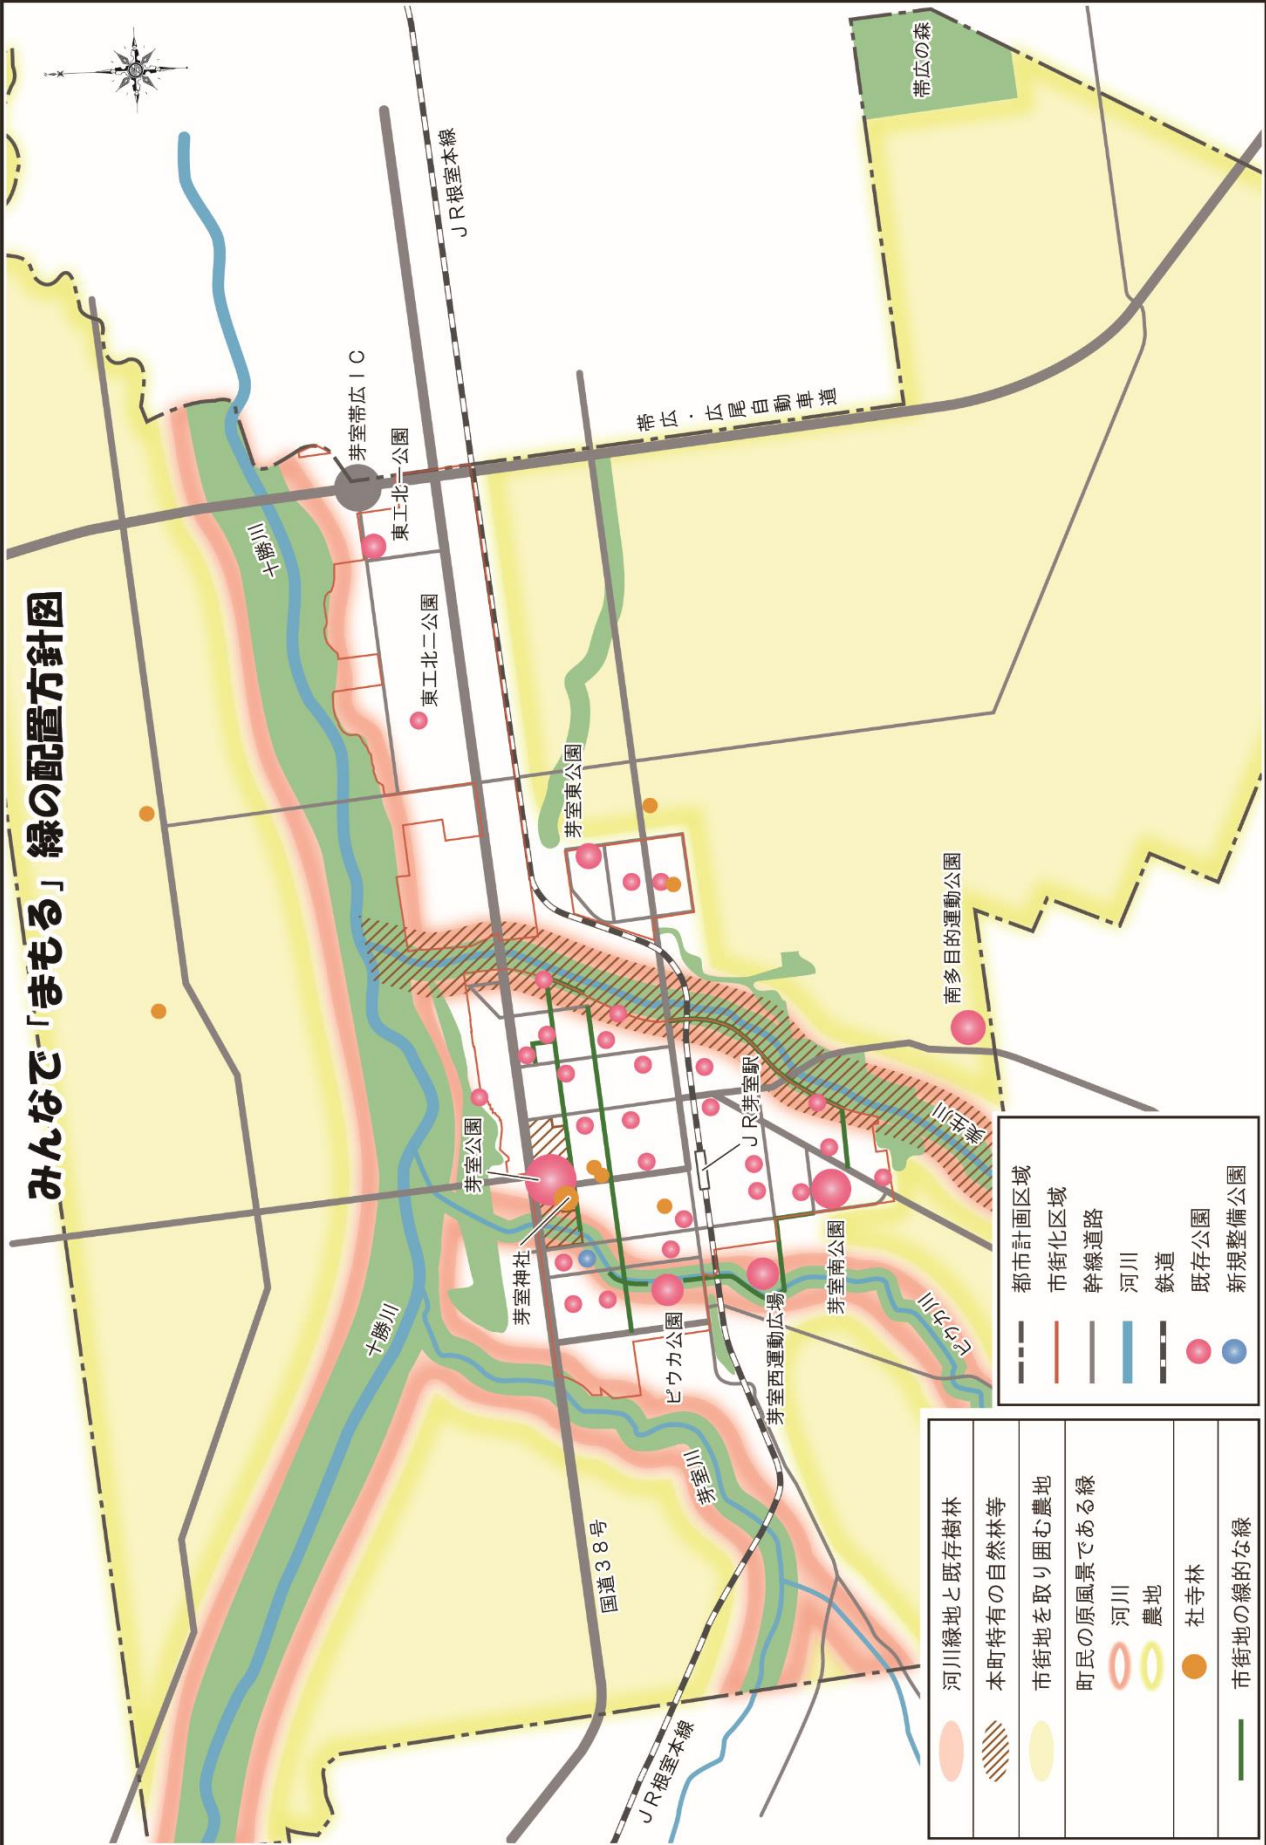 みんなで「まもる」緑の配置方針図
帯広の森
JR根室本線
芽室帯広IC
東工北一公園
帯広・広尾自動車道
十勝川
東工北二公園
芽室東公園
南多目的運動公園
美生川
JR芽室駅
芽室公園
芽室神社
芽室南公園
芽室西運動広場
ピウカ公園
ピウカ川
十勝川
芽室川
国道38号
JR根室本線
都市計画区域
市街化区域
幹線道路
河川
鉄道
既存公園
新規整備公園
河川緑地と既存樹林
本町特有の自然林等
市街地を取り囲む農地
町民の原風景である緑
河川
農地
社寺林
市街地の線的な緑